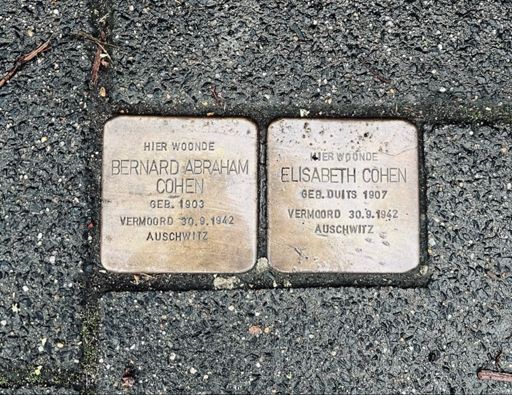 HIER WOONDE
BERNARD ABRAHAM
COHEN
GEB. 1903
VERMOORD 30.9.1942
AUSCHWITZ
HIER WOONDE
ELISABETH COHEN
GEB. DUITS 1907
VERMOORD 30.9.1942
AUSCHWITZ